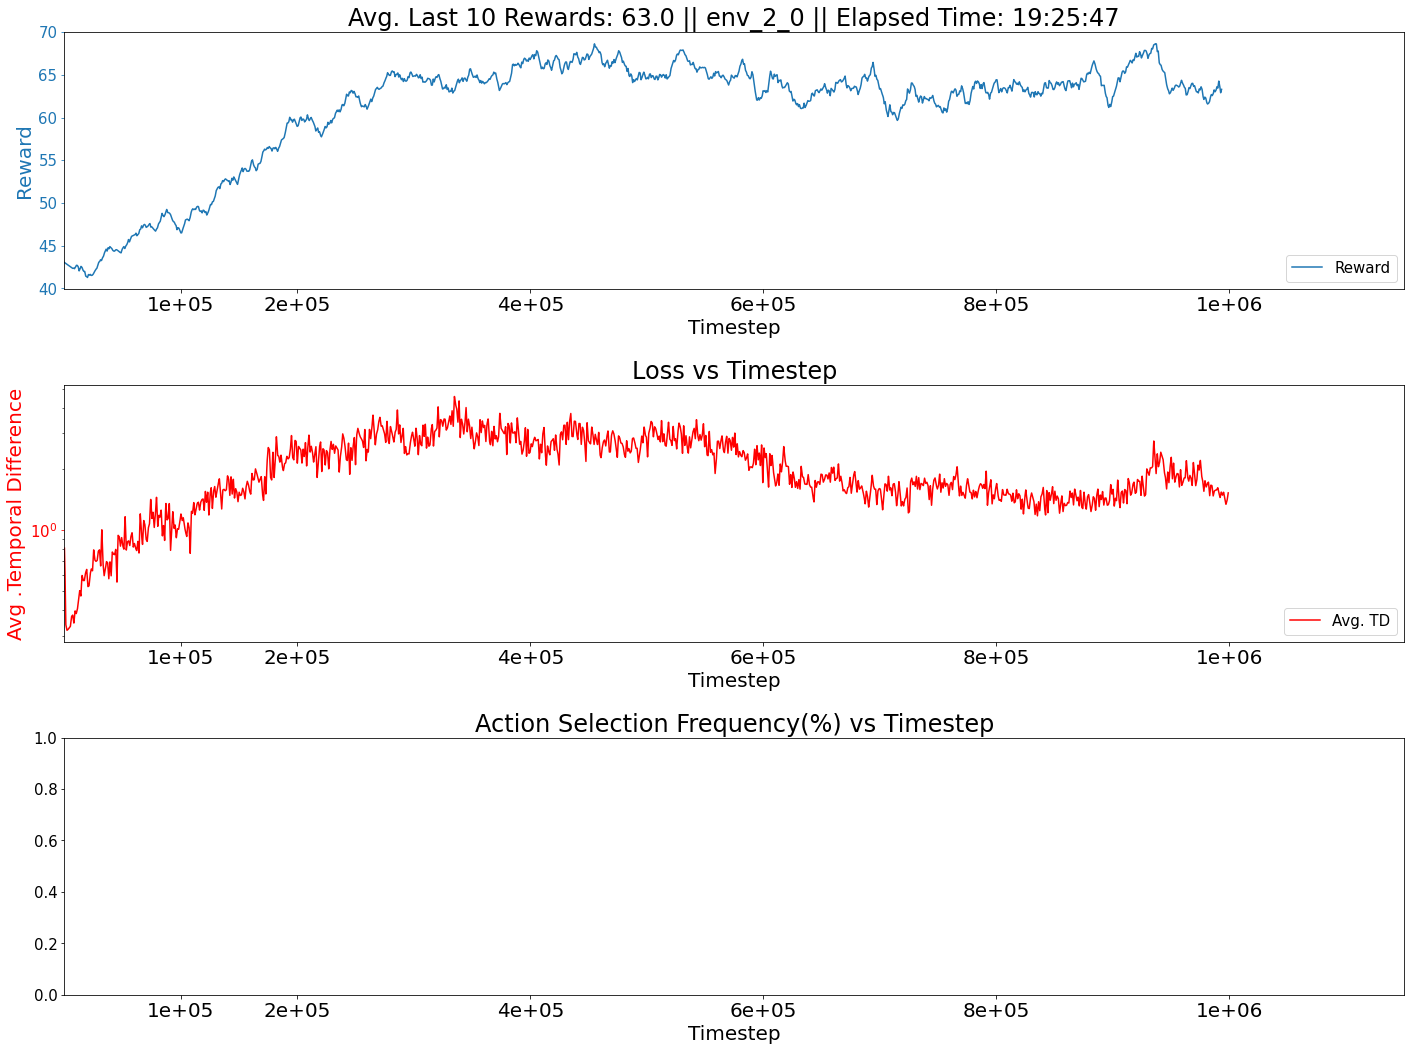 Avg. Last 10 Rewards: 63.0 || env_2_0 || Elapsed Time: 19:25:47
70
65
60
55
50
45
40
Reward
Reward
1e+05 2e+05 4e+05 6e+05 8e+05 1e+06
Timestep
Loss vs Timestep
Avg .Temporal Difference
10^0
Avg. TD
1e+05 2e+05 4e+05 6e+05 8e+05 1e+06
Timestep
Action Selection Frequency(%) vs Timestep
1.0
0.8
0.6
0.4
0.2
0.0
1e+05 2e+05 4e+05 6e+05 8e+05 1e+06
Timestep